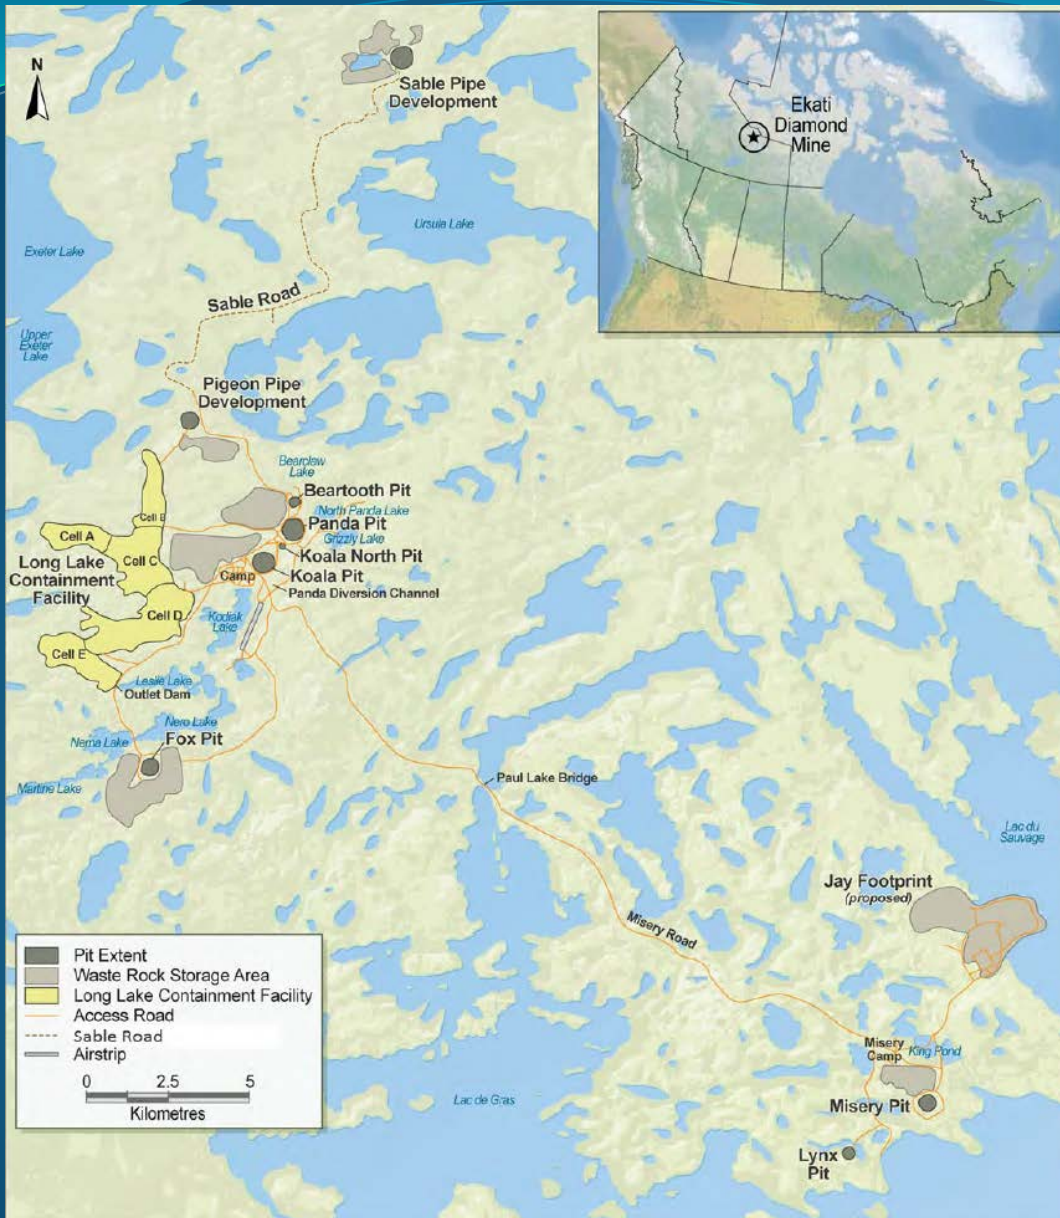 N
Sable Pipe
Development
Ekati
Diamond
Mine
Ursula Lake
Exeter Lake
Sable Road
Upper
Exeter
Lake
Pigeon Pipe
Development
Bearclaw
Lake
Beartooth Pit
North Panda Lake
Cell B
Panda Pit
Cell A
Grizzly Lake
Long Lake
Containment
Facility
Cell C
Koala North Pit
Camp
Koala Pit
Panda Diversion Channel
Cell D
Kodiak
Lake
Cell E
Leslie Lake
Outlet Dam
Nero Lake
Nema Lake
Fox Pit
Martine Lake
Paul Lake Bridge
Lac du
Sauvage
Jay Footprint
(proposed)
Misery Road
Pit Extent
Waste Rock Storage Area
Long Lake Containment Facility
Access Road
Sable Road
Airstrip
0 2.5 5
Kilometres
Misery
Camp
King Pond
Lac de Gras
Misery Pit
Lynx
Pit